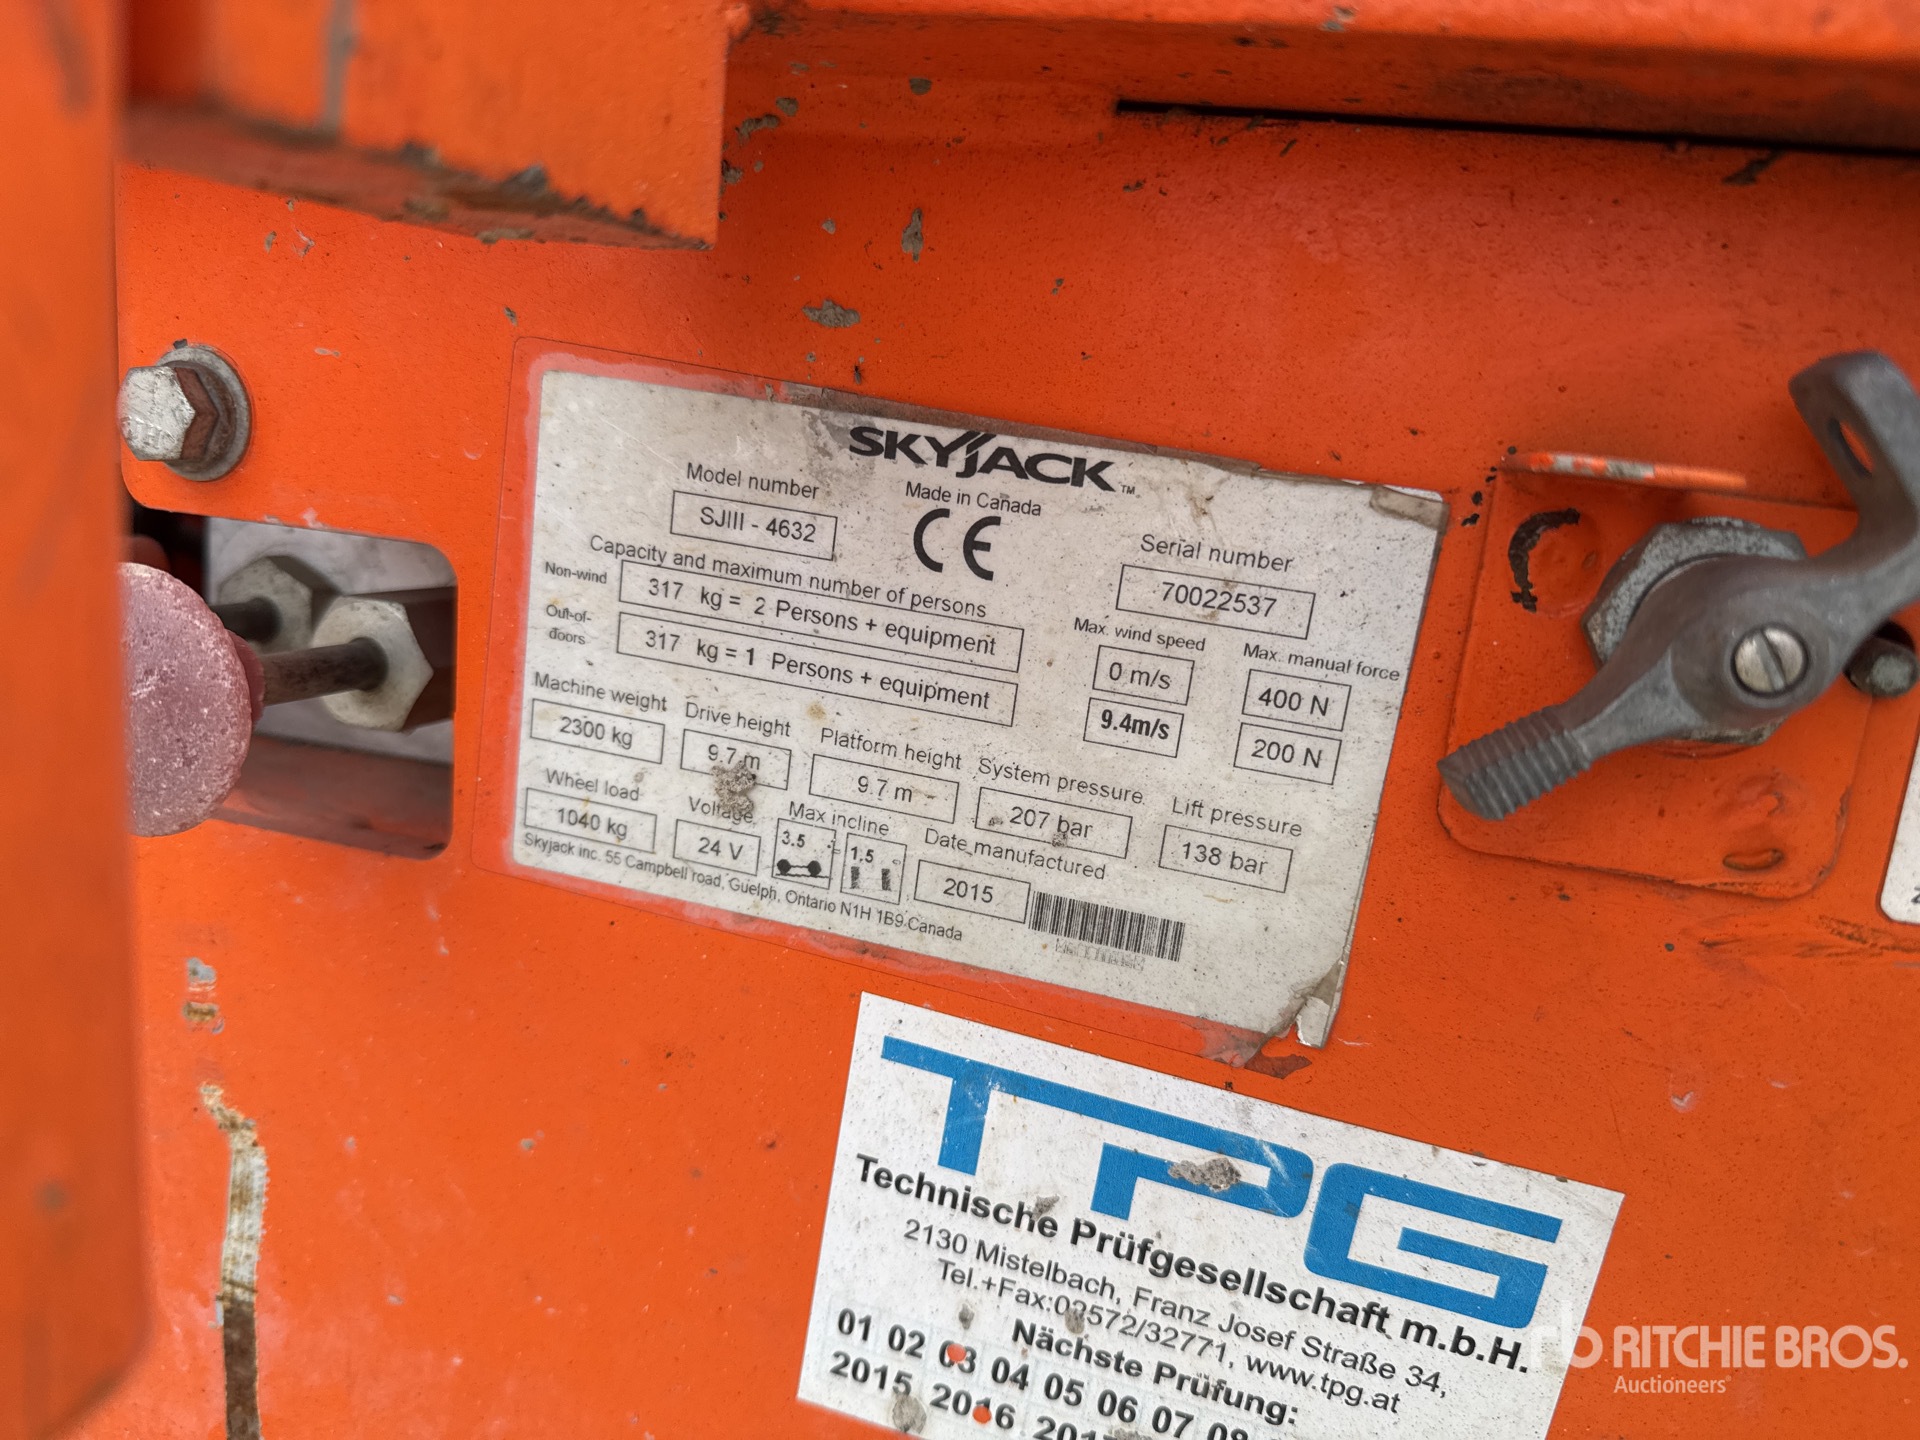 SKYJACK™
Made in Canada
CE
Model number
SJIII - 4632
Serial number
70022537
Capacity and maximum number of persons
Non-wind
317 kg = 2 Persons + equipment
Out-of-doors
317 kg = 1 Persons + equipment
Max. wind speed
0 m/s
9.4m/s
Max. manual force
400 N
200 N
Machine weight
2300 kg
Drive height
9.7 m
Platform height
9.7 m
System pressure
207 bar
Lift pressure
138 bar
Wheel load
1040 kg
Voltage
24 V
Max incline
3.5
1.5
Date manufactured
2015
Skyjack inc. 55 Campbell road, Guelph, Ontario N1H 1B9 Canada
TPG
Technische Prüfgesellschaft m.b.H.
2130 Mistelbach, Franz Josef Straße 34,
Tel.+Fax:02572/32771, www.tpg.at
Nächste Prüfung:
01 02 03 04 05 06 07 08
2015 2016 2017
rb RITCHIE BROS.
Auctioneers